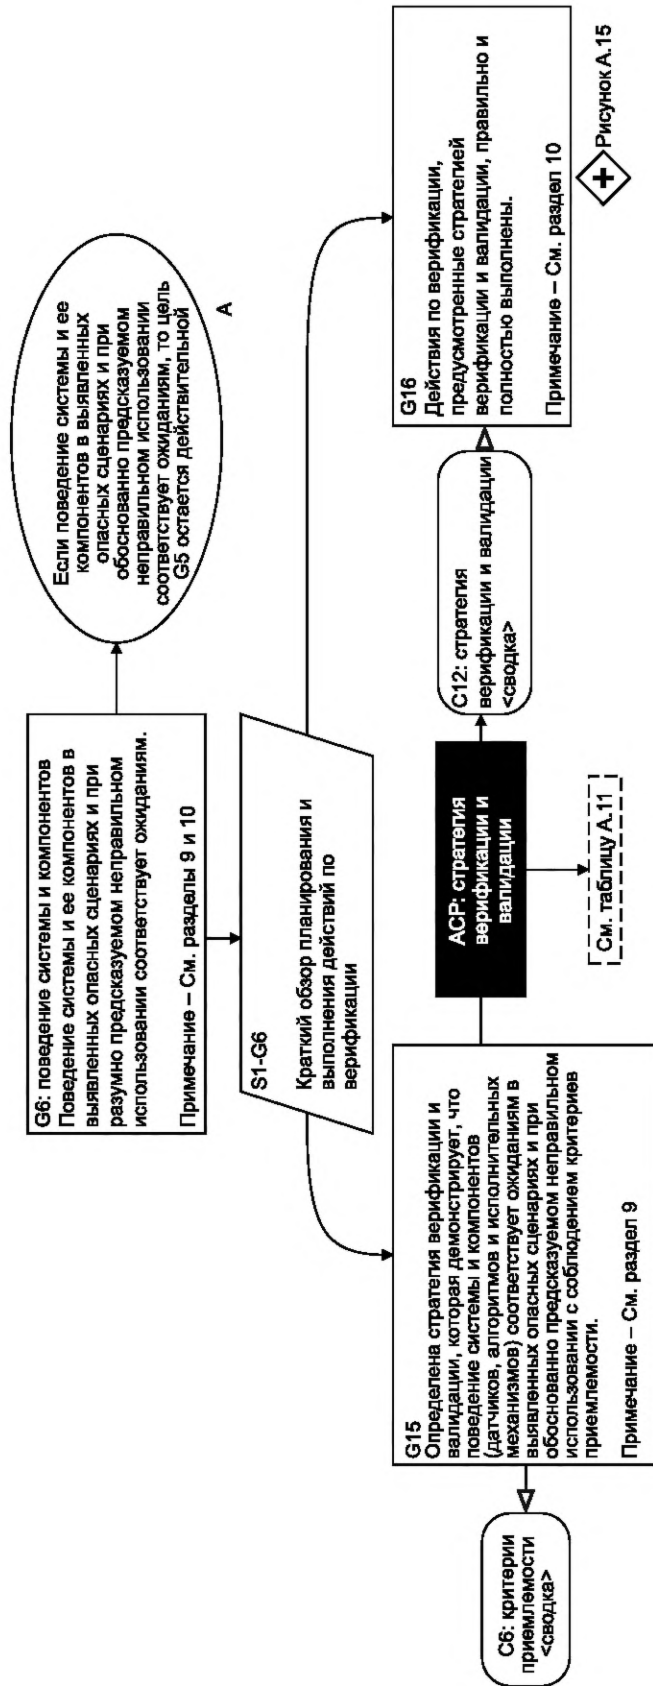 G6: поведение системы и компонентов
Поведение системы и ее компонентов в
выявленных опасных сценариях и при
разумно предсказуемом неправильном
использовании соответствует ожиданиям.
Примечание – См. разделы 9 и 10
Если поведение системы и ее
компонентов в выявленных
опасных сценариях и при
обоснованно предсказуемом
неправильном использовании
соответствует ожиданиям, то цель
G5 остается действительной
А
S1-G6
Краткий обзор планирования и
выполнения действий по
верификации
G15
Определена стратегия верификации и
валидации, которая демонстрирует, что
поведение системы и компонентов
(датчиков, алгоритмов и исполнительных
механизмов) соответствует ожиданиям в
выявленных опасных сценариях и при
обоснованно предсказуемом неправильном
использовании с соблюдением критериев
приемлемости.
Примечание – См. раздел 9
C6: критерии
приемлемости
<сводка>
ACP: стратегия
верификации и
валидации
См. таблицу А.11
C12: стратегия
верификации и валидации
<сводка>
G16
Действия по верификации,
предусмотренные стратегией
верификации и валидации, правильно и
полностью выполнены.
Примечание – См. раздел 10
Рисунок А.15